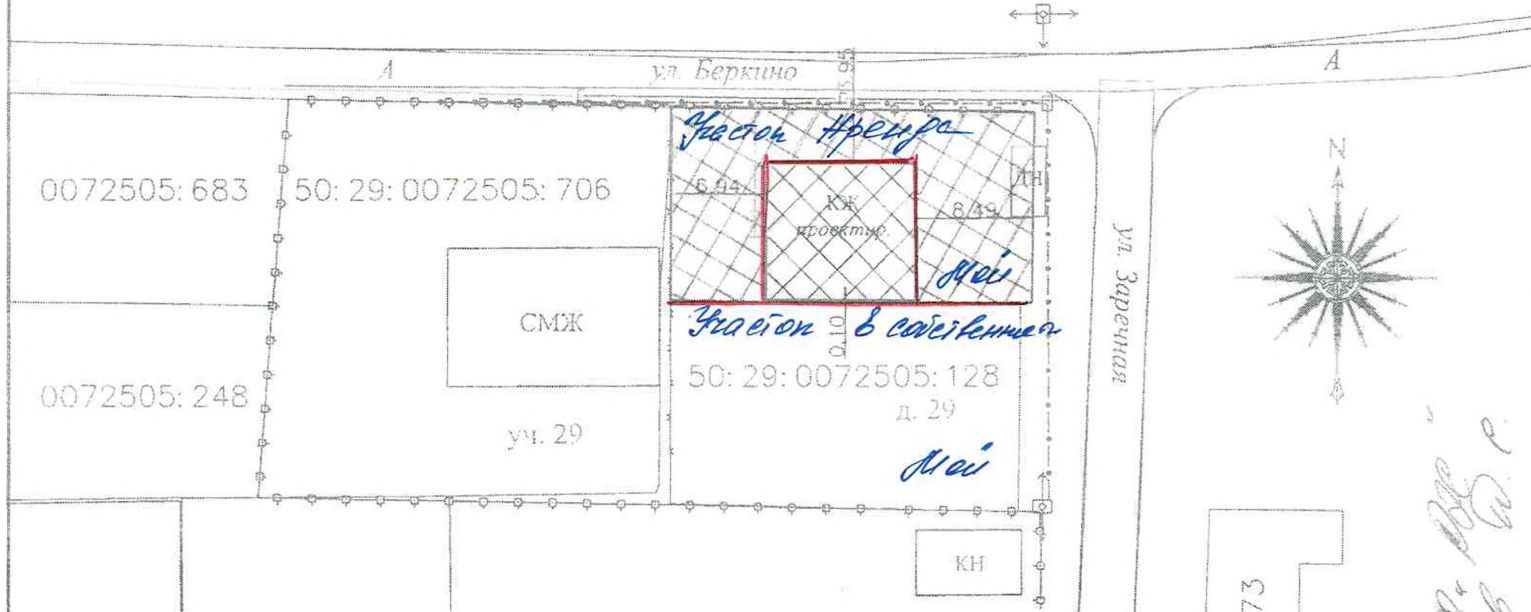 А
ул. Беркино
А
Участок Аренда
0072505: 683
50: 29: 0072505: 706
6.94
КЖ
проектир.
8.49
Мой
ул. Заречная
N
СМЖ
Участок в собственности
0,10
50: 29: 0072505: 128
д. 29
0072505: 248
уч. 29
Мой
КН
73